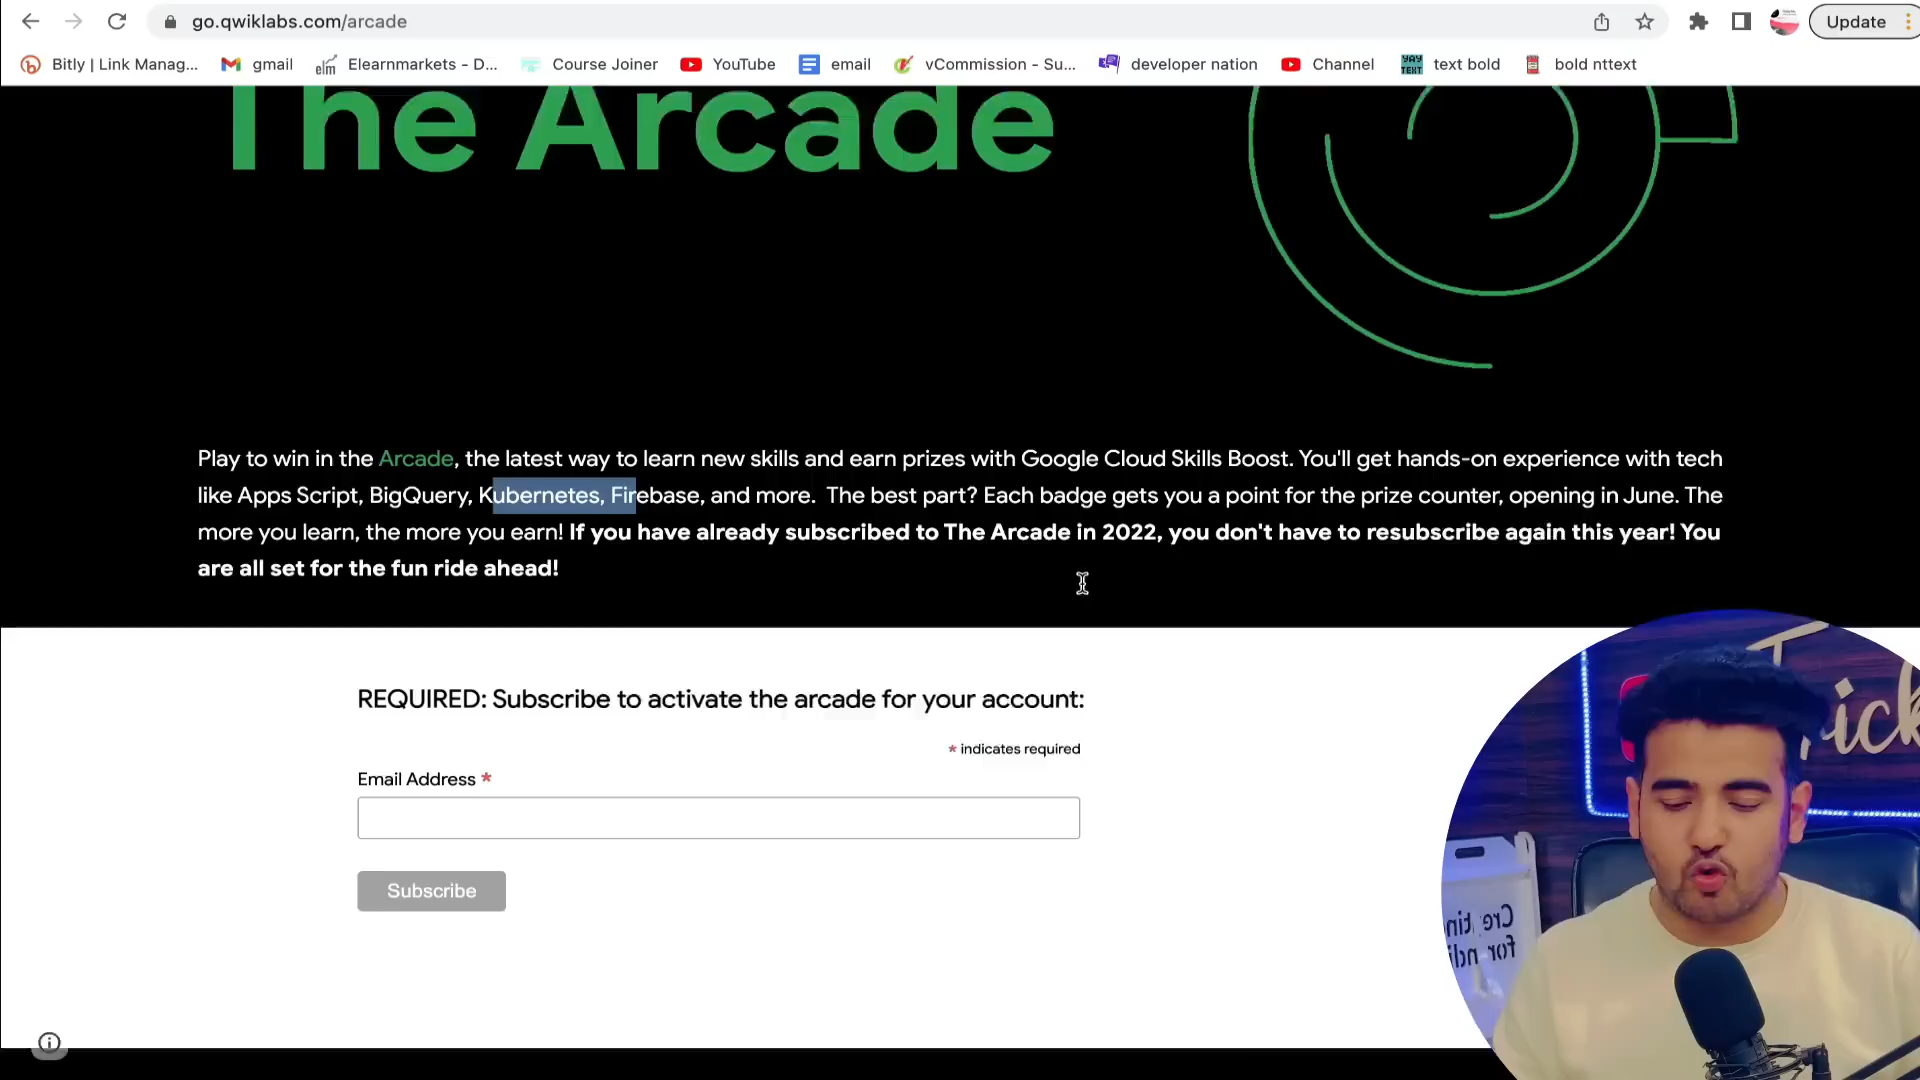 go.qwiklabs.com/arcade
Update
Bitly | Link Manag...
gmail
Elearnmarkets - D...
Course Joiner
YouTube
email
vCommission - Su...
developer nation
Channel
YAY TEXT
text bold
bold nttext
The Arcade
Play to win in the Arcade, the latest way to learn new skills and earn prizes with Google Cloud Skills Boost. You'll get hands-on experience with tech
like Apps Script, BigQuery, Kubernetes, Firebase, and more.  The best part? Each badge gets you a point for the prize counter, opening in June. The
more you learn, the more you earn! If you have already subscribed to The Arcade in 2022, you don't have to resubscribe again this year! You
are all set for the fun ride ahead!
REQUIRED: Subscribe to activate the arcade for your account:
* indicates required
Email Address *
Subscribe